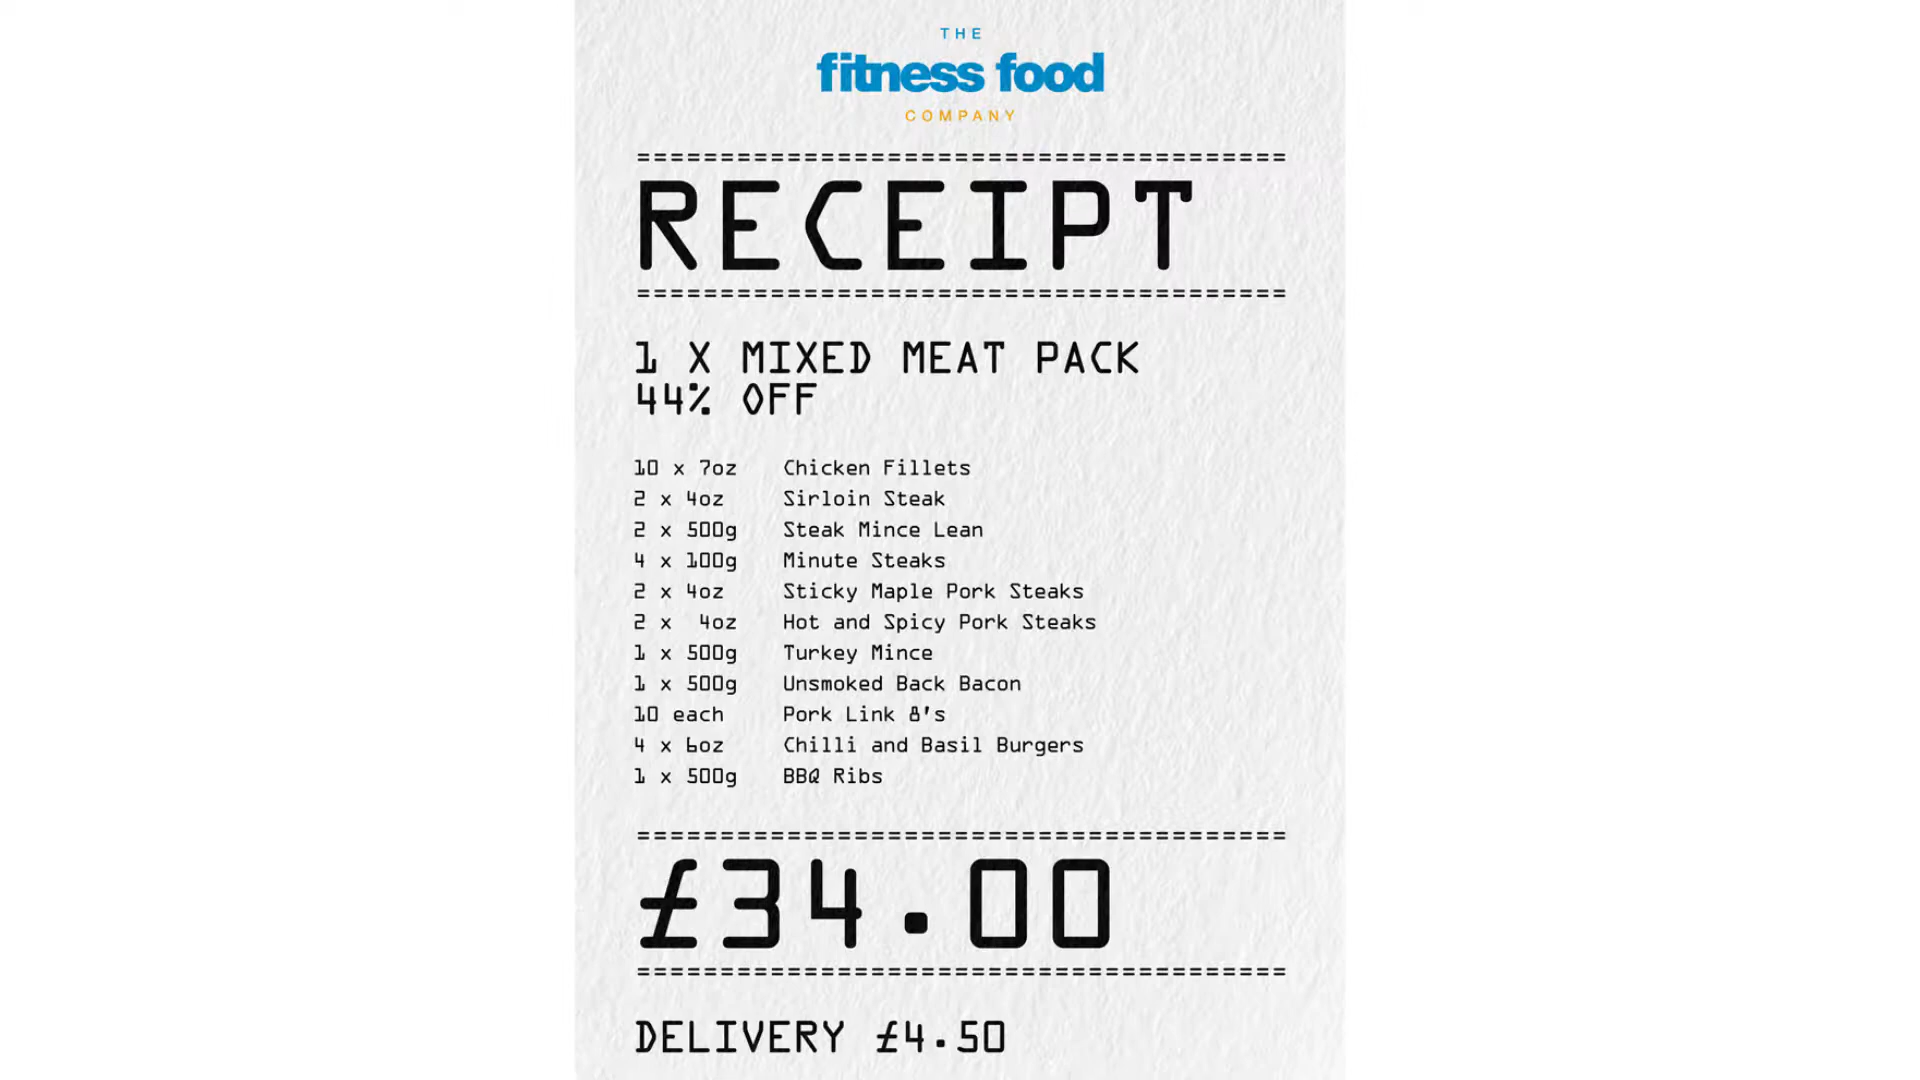 THE
fitness food
COMPANY
=======================================
RECEIPT
=======================================
1 X MIXED MEAT PACK
44% OFF
10 x 7oz Chicken Fillets
2 x 4oz Sirloin Steak
2 x 500g Steak Mince Lean
4 x 100g Minute Steaks
2 x 4oz Sticky Maple Pork Steaks
2 x 4oz Hot and Spicy Pork Steaks
1 x 500g Turkey Mince
1 x 500g Unsmoked Back Bacon
10 each Pork Link 8's
4 x 6oz Chilli and Basil Burgers
1 x 500g BBQ Ribs
=======================================
£34.00
=======================================
DELIVERY £4.50